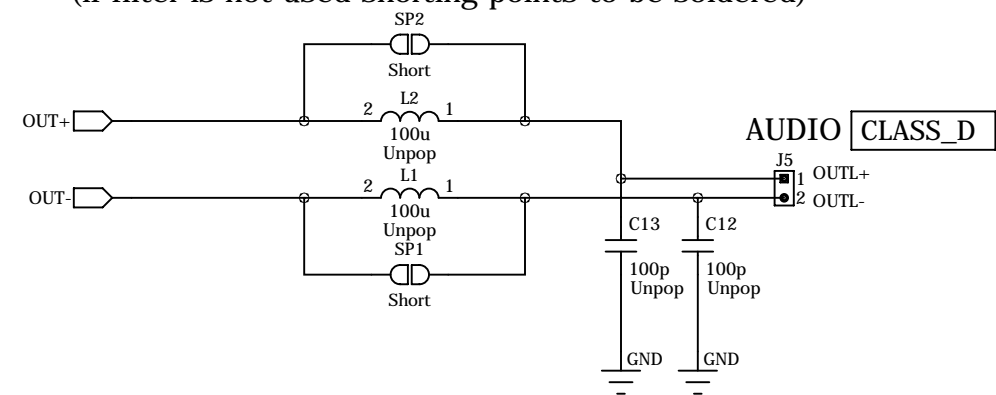 (if filter is not used shorting points to be soldered)
SP2
Short
L2
2 1
OUT+
100u
Unpop
AUDIO CLASS_D
J5
L1
1 OUTL+
2 1
OUT-
2 OUTL-
100u
Unpop
C13 C12
SP1
100p 100p
Unpop Unpop
Short
GND GND